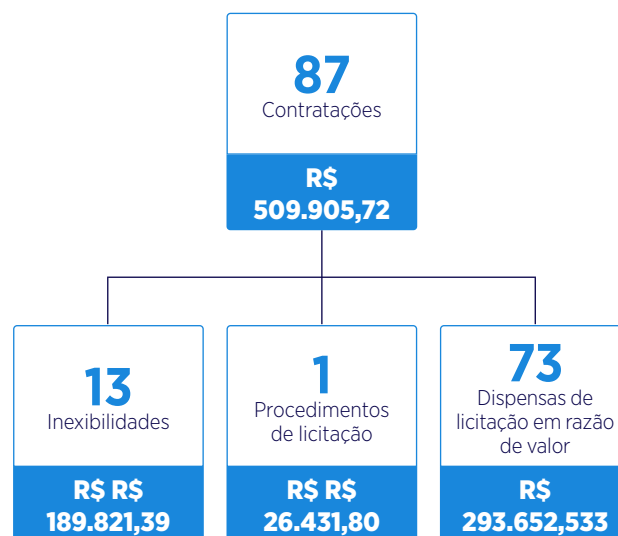 87
Contratações
R$
509.905,72
13
Inexibilidades
R$ R$
189.821,39
1
Procedimentos
de licitação
R$ R$
26.431,80
73
Dispensas de
licitação em razão
de valor
R$
293.652,533